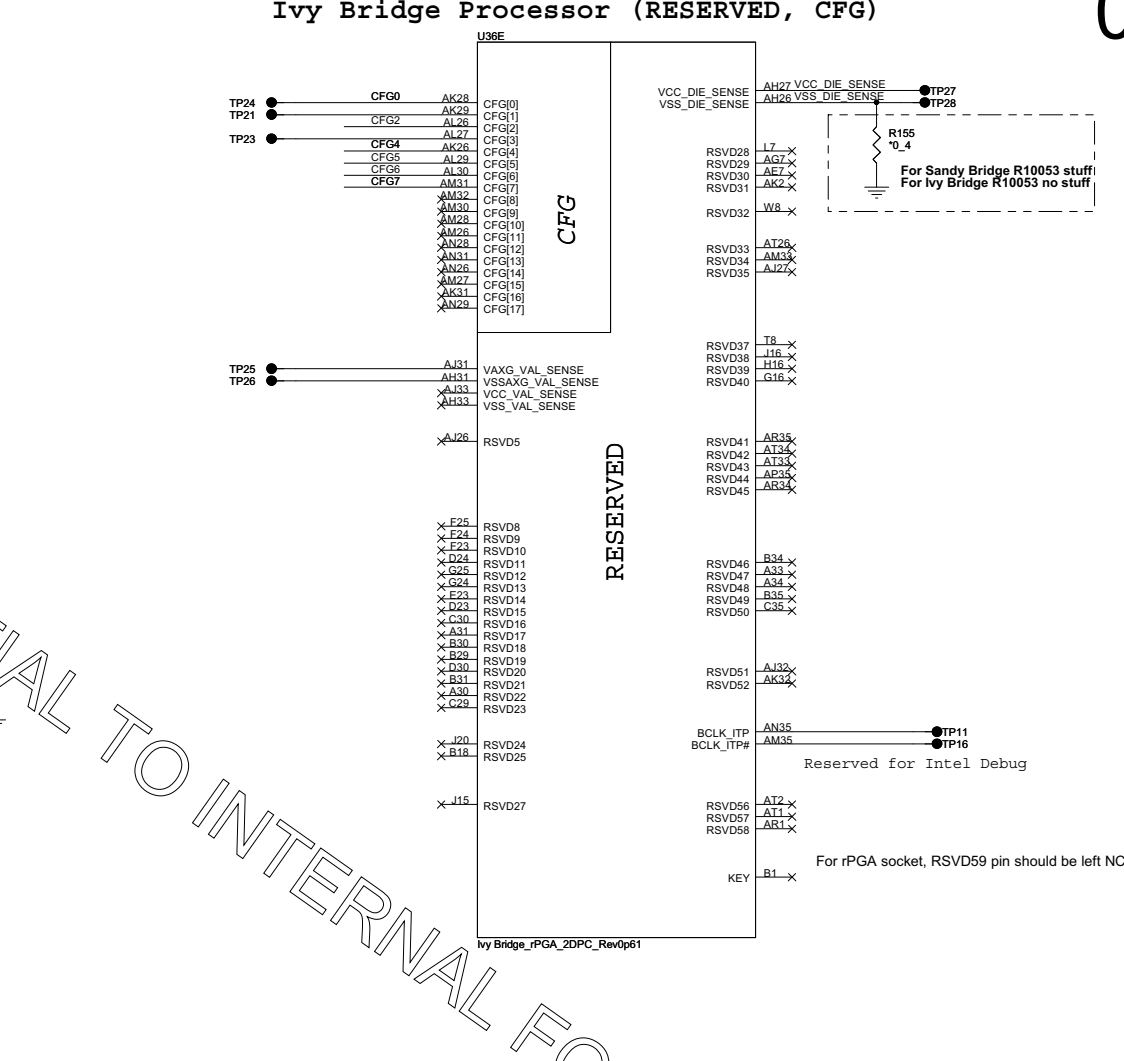 Ivy Bridge Processor (RESERVED, CFG)
U36E
TP24 CFG0 AK28 CFG[0]
TP21 AK29 CFG[1]
CFG2 AL26 CFG[2]
TP23 AL27 CFG[3]
CFG4 AK26 CFG[4]
CFG5 AL29 CFG[5]
CFG6 AL30 CFG[6]
CFG7 AM31 CFG[7]
AM32 CFG[8]
AM30 CFG[9]
AM28 CFG[10]
AM26 CFG[11]
AN28 CFG[12]
AN31 CFG[13]
AN26 CFG[14]
AM27 CFG[15]
AK31 CFG[16]
AN29 CFG[17]
CFG
TP25 AJ31 VAXG_VAL_SENSE
TP26 AH31 VSSAXG_VAL_SENSE
AJ33 VCC_VAL_SENSE
AH33 VSS_VAL_SENSE
AJ26 RSVD5
RESERVED
F25 RSVD8
F24 RSVD9
F23 RSVD10
D24 RSVD11
G25 RSVD12
G24 RSVD13
E23 RSVD14
D23 RSVD15
C30 RSVD16
A31 RSVD17
B30 RSVD18
B29 RSVD19
D30 RSVD20
B31 RSVD21
A30 RSVD22
C29 RSVD23
J20 RSVD24
B18 RSVD25
J15 RSVD27
VCC_DIE_SENSE AH27 VCC_DIE_SENSE TP27
VSS_DIE_SENSE AH26 VSS_DIE_SENSE TP28
R155
*0_4
For Sandy Bridge R10053 stuff
For Ivy Bridge R10053 no stuff
RSVD28 L7
RSVD29 AG7
RSVD30 AE7
RSVD31 AK2
RSVD32 W8
RSVD33 AT26
RSVD34 AM33
RSVD35 AJ27
RSVD37 T8
RSVD38 J16
RSVD39 H16
RSVD40 G16
RSVD41 AR35
RSVD42 AT34
RSVD43 AT33
RSVD44 AP35
RSVD45 AR34
RSVD46 B34
RSVD47 A33
RSVD48 A34
RSVD49 B35
RSVD50 C35
RSVD51 AJ32
RSVD52 AK32
BCLK_ITP AN35 TP11
BCLK_ITP# AM35 TP16
Reserved for Intel Debug
RSVD56 AT2
RSVD57 AT1
RSVD58 AR1
For rPGA socket, RSVD59 pin should be left NC
KEY B1
Ivy Bridge_rPGA_2DPC_Rev0p61
TO INTERNAL